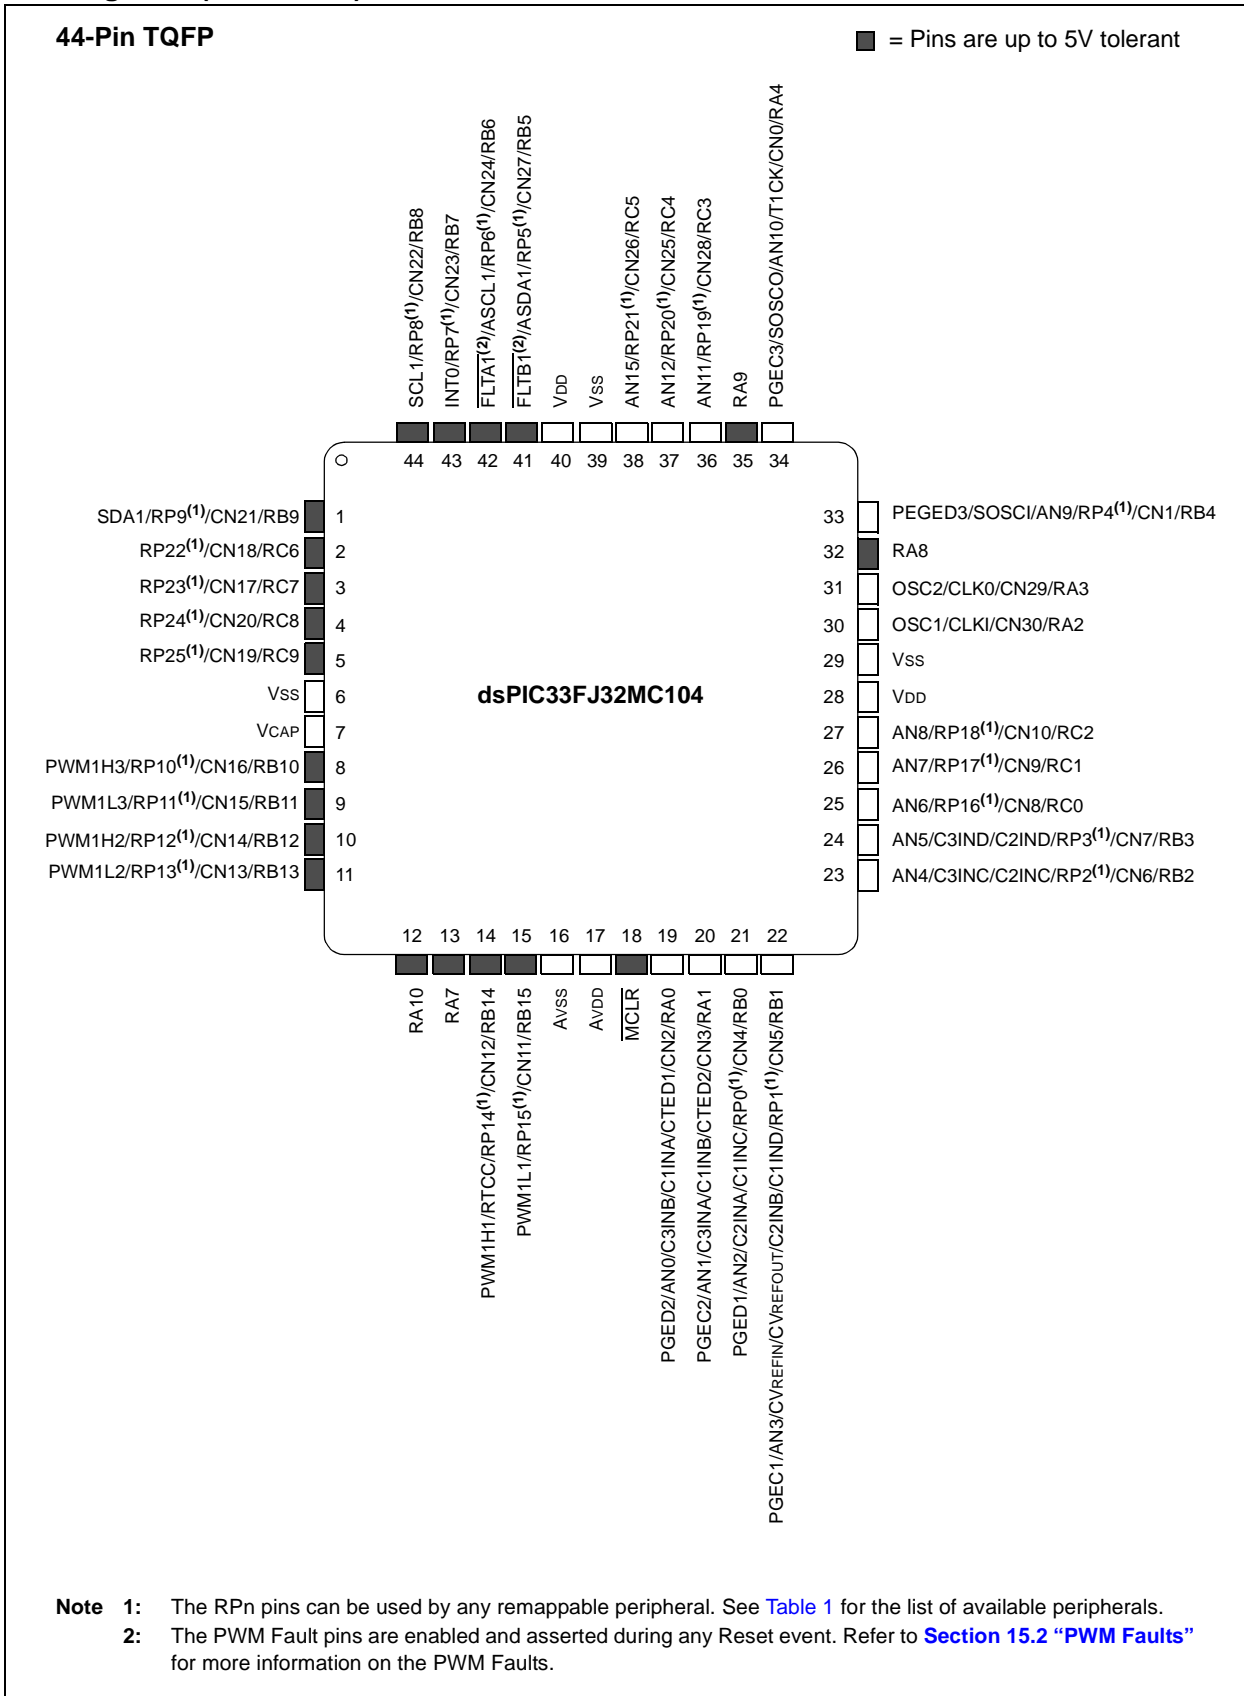 44-Pin TQFP
= Pins are up to 5V tolerant
SCL1/RP8(1)/CN22/RB8
INT0/RP7(1)/CN23/RB7
FLTA1(2)/ASCL1/RP6(1)/CN24/RB6
FLTB1(2)/ASDA1/RP5(1)/CN27/RB5
VDD
VSS
AN15/RP21(1)/CN26/RC5
AN12/RP20(1)/CN25/RC4
AN11/RP19(1)/CN28/RC3
RA9
PGEC3/SOSCO/AN10/T1CK/CN0/RA4
44 43 42 41 40 39 38 37 36 35 34
SDA1/RP9(1)/CN21/RB9 1
RP22(1)/CN18/RC6 2
RP23(1)/CN17/RC7 3
RP24(1)/CN20/RC8 4
RP25(1)/CN19/RC9 5
VSS 6
VCAP 7
PWM1H3/RP10(1)/CN16/RB10 8
PWM1L3/RP11(1)/CN15/RB11 9
PWM1H2/RP12(1)/CN14/RB12 10
PWM1L2/RP13(1)/CN13/RB13 11
dsPIC33FJ32MC104
33 PEGED3/SOSCI/AN9/RP4(1)/CN1/RB4
32 RA8
31 OSC2/CLK0/CN29/RA3
30 OSC1/CLKI/CN30/RA2
29 VSS
28 VDD
27 AN8/RP18(1)/CN10/RC2
26 AN7/RP17(1)/CN9/RC1
25 AN6/RP16(1)/CN8/RC0
24 AN5/C3IND/C2IND/RP3(1)/CN7/RB3
23 AN4/C3INC/C2INC/RP2(1)/CN6/RB2
12 13 14 15 16 17 18 19 20 21 22
RA10
RA7
PWM1H1/RTCC/RP14(1)/CN12/RB14
PWM1L1/RP15(1)/CN11/RB15
AVSS
AVDD
MCLR
PGED2/AN0/C3INB/C1INA/CTED1/CN2/RA0
PGEC2/AN1/C3INA/C1INB/CTED2/CN3/RA1
PGED1/AN2/C2INA/C1INC/RP0(1)/CN4/RB0
PGEC1/AN3/CVREFIN/CVREFOUT/C2INB/C1IND/RP1(1)/CN5/RB1
Note 1: The RPn pins can be used by any remappable peripheral. See Table 1 for the list of available peripherals.
2: The PWM Fault pins are enabled and asserted during any Reset event. Refer to Section 15.2 “PWM Faults”
for more information on the PWM Faults.